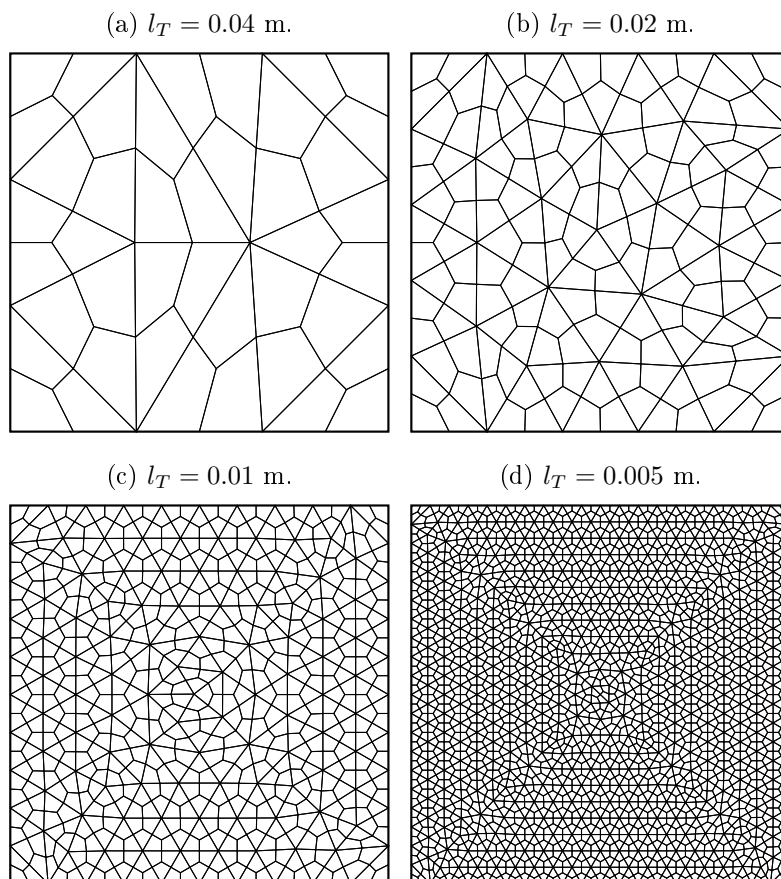 (a) l_T = 0.04 m.
(b) l_T = 0.02 m.
(c) l_T = 0.01 m.
(d) l_T = 0.005 m.